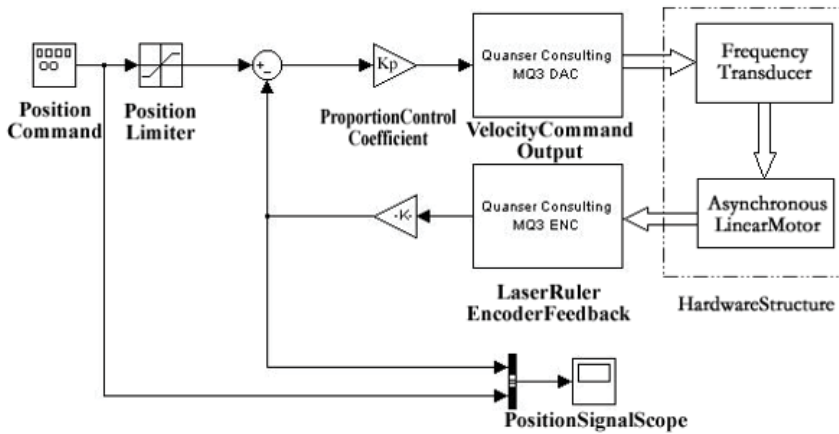 Position
Command
Position
Limiter
+
-
Kp
ProportionControl
Coefficient
Quanser Consulting
MQ3 DAC
VelocityCommand
Output
Frequency
Transducer
Asynchronous
LinearMotor
HardwareStructure
-K-
Quanser Consulting
MQ3 ENC
LaserRuler
EncoderFeedback
PositionSignalScope